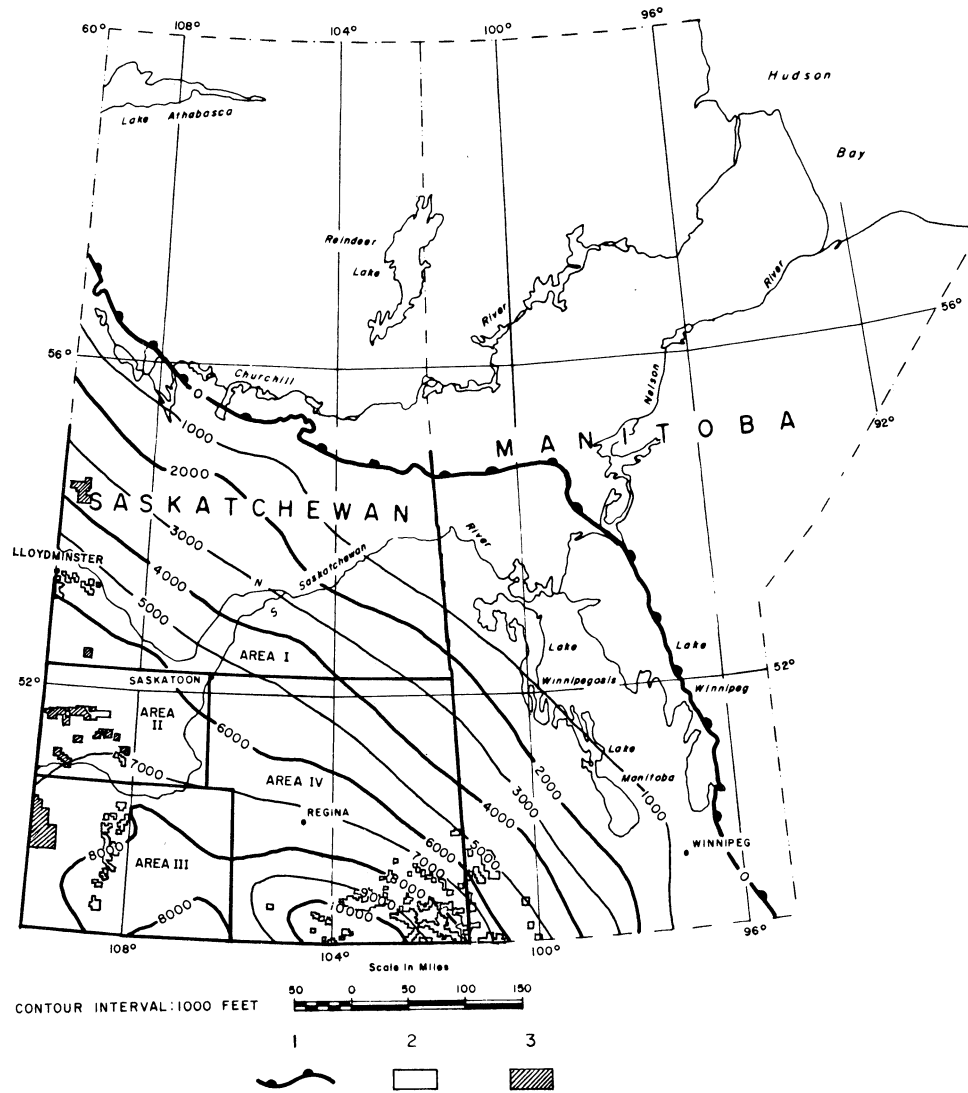 60° 108° 104° 100° 96°
Hudson
Bay
Lake Athabasca
Reindeer
Lake
River
River
Nelson
56°
56°
Churchill
0
92°
MANITOBA
1000
2000
SASKATCHEWAN
3000
River
Saskatchewan
LLOYDMINSTER
4000
N
S
5000
AREA I
Lake
Winnipegosis
Lake
Winnipeg
52°
52°
SASKATOON
AREA
II
6000
7000
AREA IV
Lake
Manitoba
2000
1000
3000
4000
REGINA
6000
5000
7000
WINNIPEG
8000
AREA III
8000
9000
10000
8000
0
108° 104° 100° 96°
Scale in Miles
CONTOUR INTERVAL: 1000 FEET
50 0 50 100 150
1 2 3